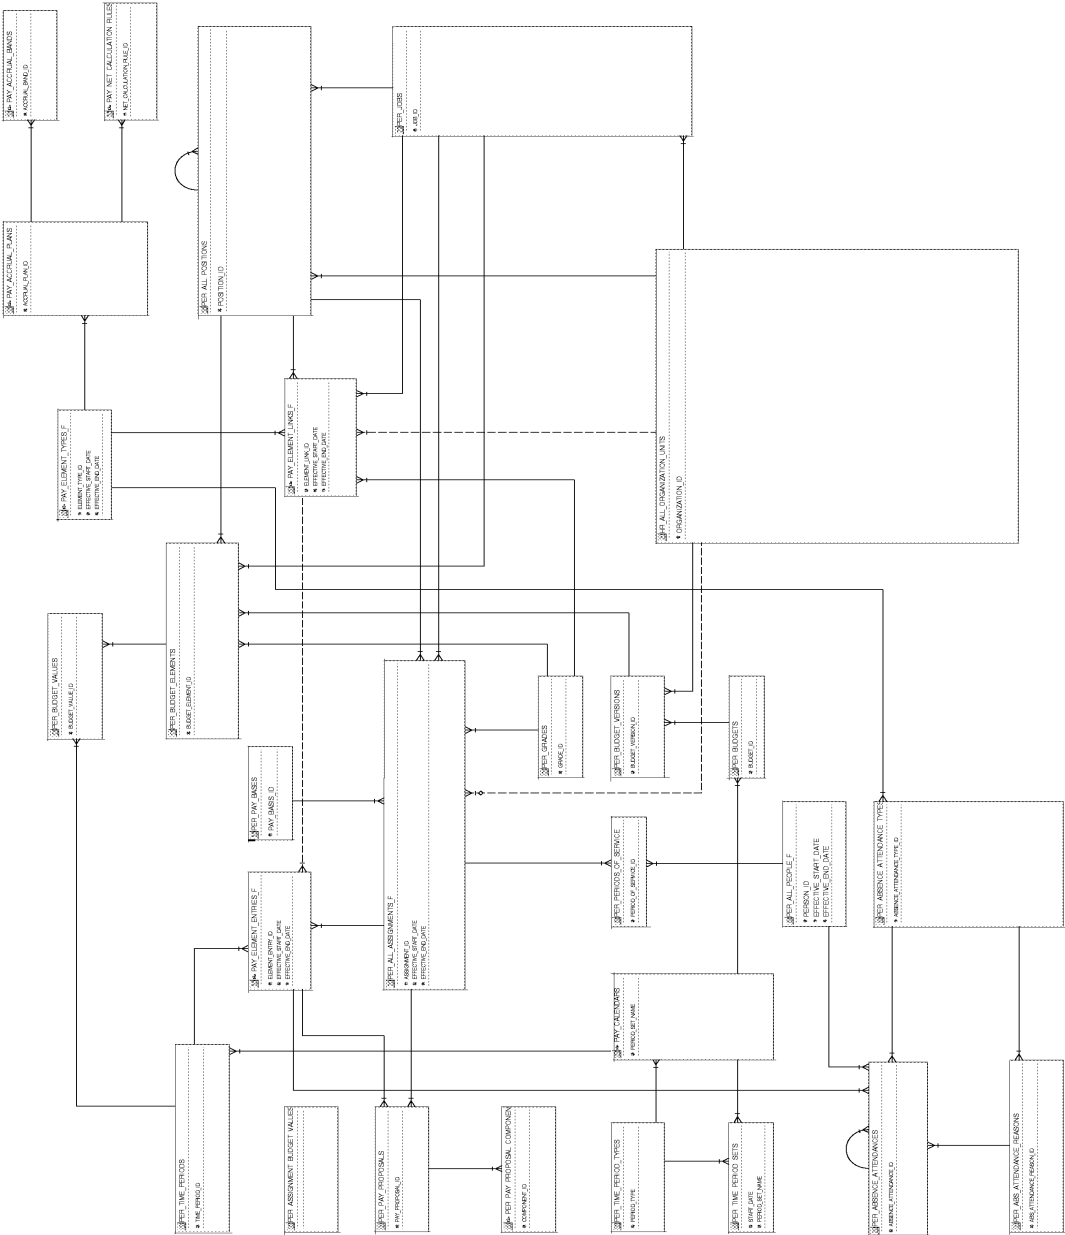 PAY_ACCRUAL_BANDS
ACCRUAL_BAND_ID
PAY_NET_CALCULATION_RULES
NET_CALCULATION_RULE_ID
PAY_ACCRUAL_PLANS
ACCRUAL_PLAN_ID
PER_ALL_POSITIONS
POSITION_ID
PER_JOBS
JOB_ID
HR_ALL_ORGANIZATION_UNITS
ORGANIZATION_ID
PAY_ELEMENT_TYPES_F
ELEMENT_TYPE_ID
EFFECTIVE_START_DATE
EFFECTIVE_END_DATE
PAY_ELEMENT_LINKS_F
ELEMENT_LINK_ID
EFFECTIVE_START_DATE
EFFECTIVE_END_DATE
PER_BUDGET_VALUES
BUDGET_VALUE_ID
PER_BUDGET_ELEMENTS
BUDGET_ELEMENT_ID
PER_PAY_BASES
PAY_BASIS_ID
PER_ALL_ASSIGNMENTS_F
ASSIGNMENT_ID
EFFECTIVE_START_DATE
EFFECTIVE_END_DATE
PER_GRADES
GRADE_ID
PER_BUDGET_VERSIONS
BUDGET_VERSION_ID
PER_BUDGETS
BUDGET_ID
PAY_ELEMENT_ENTRIES_F
ELEMENT_ENTRY_ID
EFFECTIVE_START_DATE
EFFECTIVE_END_DATE
PER_PERIODS_OF_SERVICE
PERIOD_OF_SERVICE_ID
PER_ALL_PEOPLE_F
PERSON_ID
EFFECTIVE_START_DATE
EFFECTIVE_END_DATE
PER_ABSENCE_ATTENDANCE_TYPES
ABSENCE_ATTENDANCE_TYPE_ID
PAY_CALENDARS
PERIOD_SET_NAME
PER_TIME_PERIODS
TIME_PERIOD_ID
PER_ASSIGNMENT_BUDGET_VALUES
PER_PAY_PROPOSALS
PAY_PROPOSAL_ID
PER_PAY_PROPOSAL_COMPONEN
COMPONENT_ID
PER_TIME_PERIOD_TYPES
PERIOD_TYPE
PER_TIME_PERIOD_SETS
START_DATE
PERIOD_SET_NAME
PER_ABSENCE_ATTENDANCES
ABSENCE_ATTENDANCE_ID
PER_ABS_ATTENDANCE_REASONS
ABS_ATTENDANCE_REASON_ID